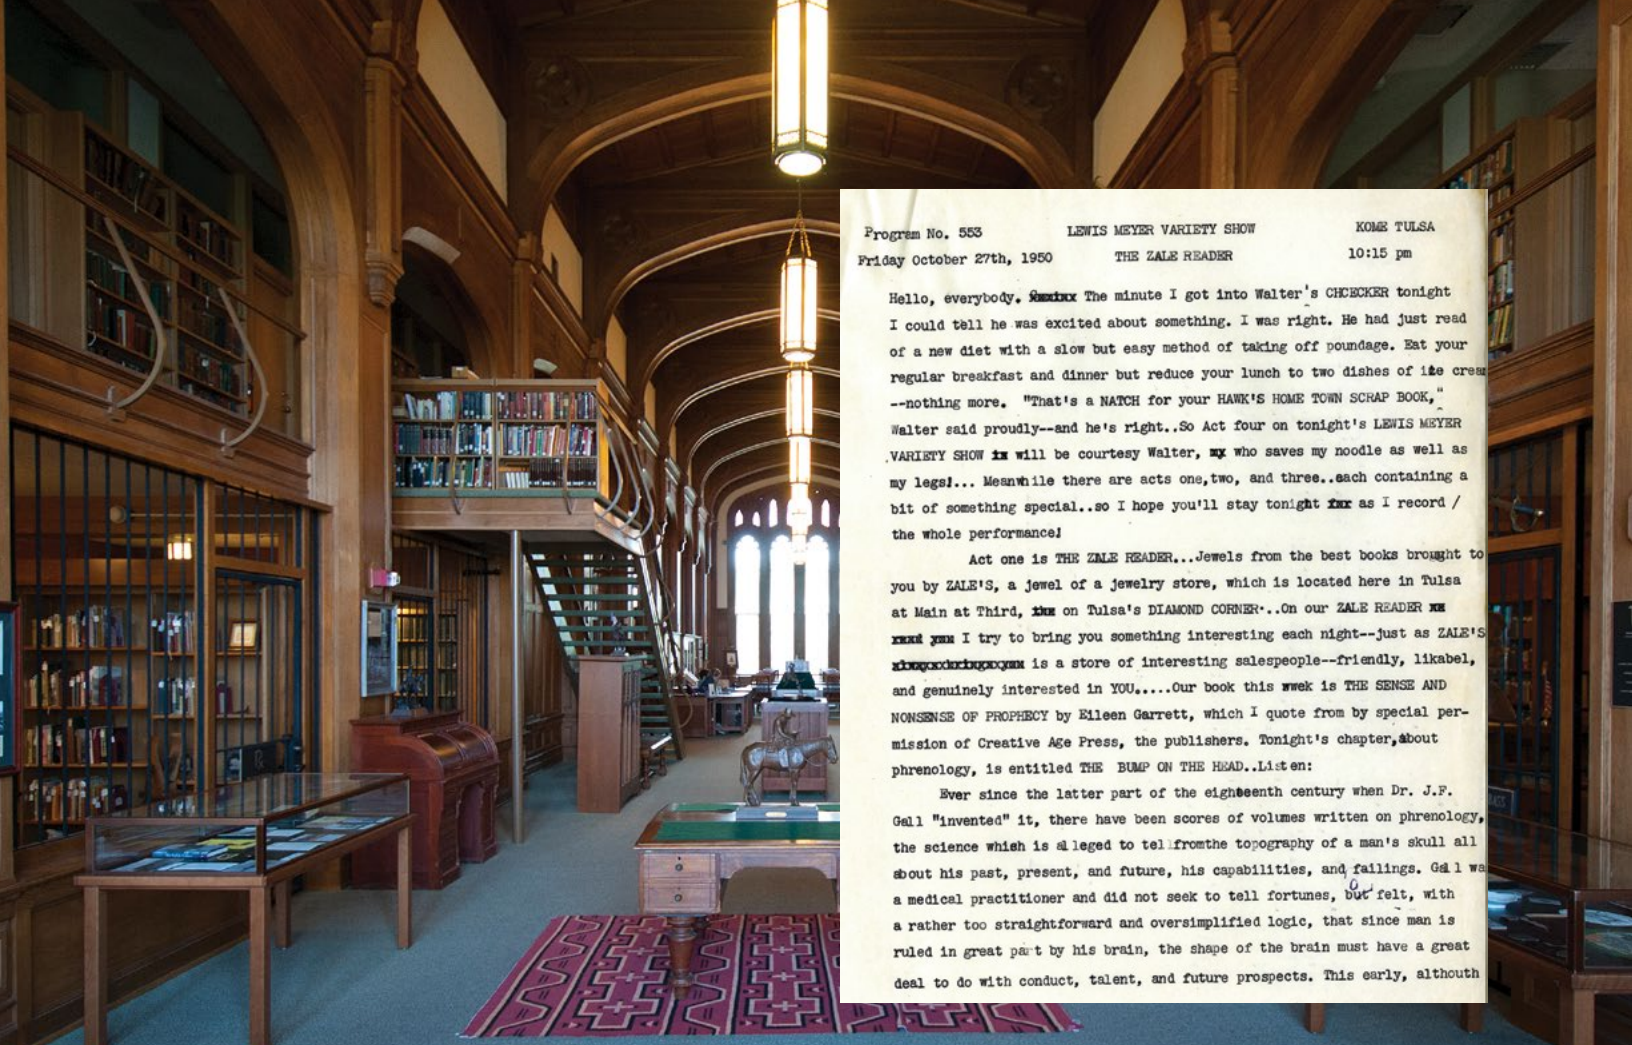 Program No. 553 LEWIS MEYER VARIETY SHOW KOME TULSA
Friday October 27th, 1950 THE ZALE READER 10:15 pm
Hello, everybody. The minute I got into Walter's CHCECKER tonight
I could tell he was excited about something. I was right. He had just read
of a new diet with a slow but easy method of taking off poundage. Eat your
regular breakfast and dinner but reduce your lunch to two dishes of ice cream
--nothing more. "That's a NATCH for your HAWK'S HOME TOWN SCRAP BOOK,"
Walter said proudly--and he's right..So Act four on tonight's LEWIS MEYER
VARIETY SHOW will be courtesy Walter, who saves my noodle as well as
my legs!... Meanwhile there are acts one,two, and three..each containing a
bit of something special..so I hope you'll stay tonight as I record /
the whole performance!
Act one is THE ZALE READER...Jewels from the best books brought to
you by ZALE'S, a jewel of a jewelry store, which is located here in Tulsa
at Main at Third, on Tulsa's DIAMOND CORNER...On our ZALE READER
I try to bring you something interesting each night--just as ZALE'S
is a store of interesting salespeople--friendly, likabel,
and genuinely interested in YOU.....Our book this week is THE SENSE AND
NONSENSE OF PROPHECY by Eileen Garrett, which I quote from by special per-
mission of Creative Age Press, the publishers. Tonight's chapter,about
phrenology, is entitled THE BUMP ON THE HEAD..Listen:
Ever since the latter part of the eighteenth century when Dr. J.F.
Gall "invented" it, there have been scores of volumes written on phrenology,
the science whish is alleged to tell fromthe topography of a man's skull all
about his past, present, and future, his capabilities, and failings. Gall wa
a medical practitioner and did not seek to tell fortunes, but felt, with
a rather too straightforward and oversimplified logic, that since man is
ruled in great part by his brain, the shape of the brain must have a great
deal to do with conduct, talent, and future prospects. This early, althouth